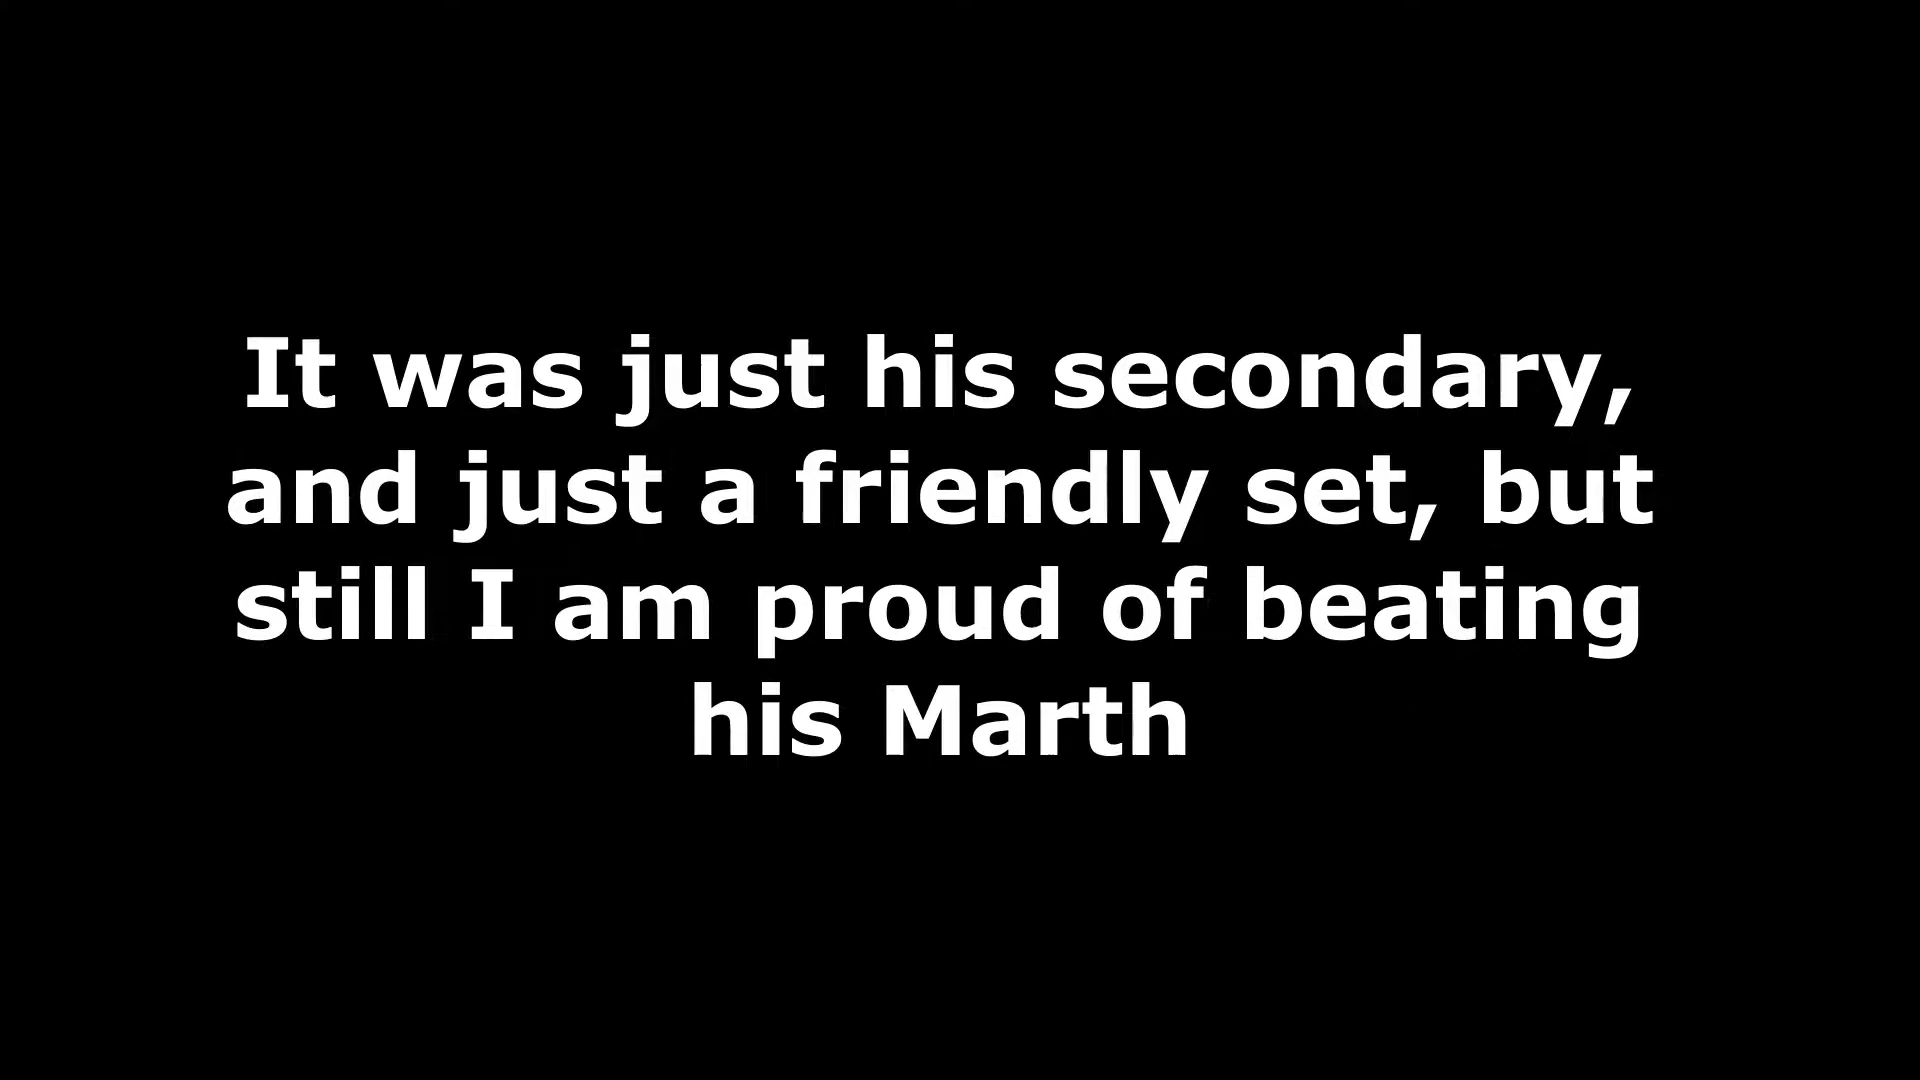 It was just his secondary,
and just a friendly set, but
still I am proud of beating
his Marth